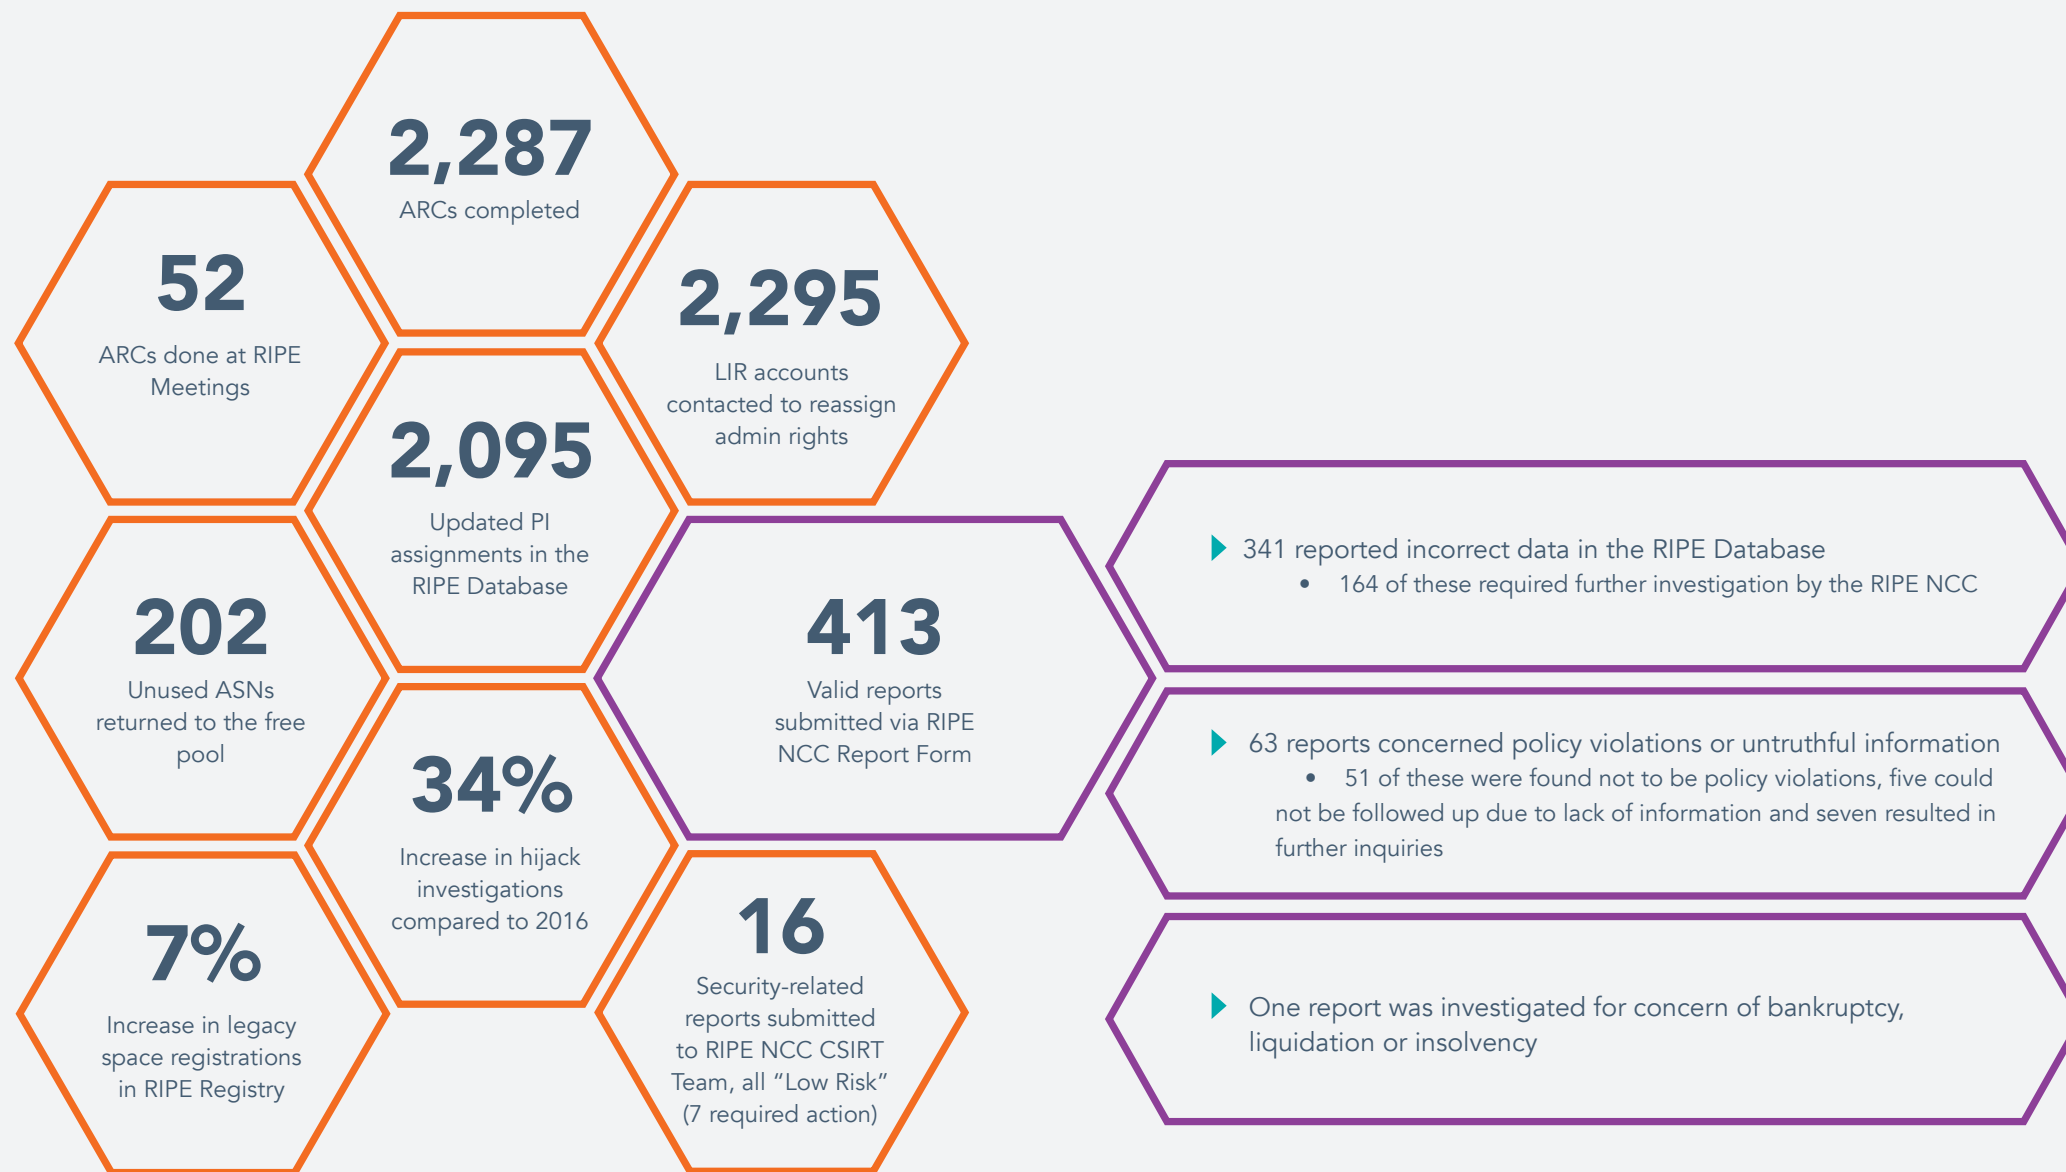 2,287
ARCs completed
52
ARCs done at RIPE
Meetings
2,295
LIR accounts
contacted to reassign
admin rights
2,095
Updated PI
assignments in the
RIPE Database
202
Unused ASNs
returned to the free
pool
413
Valid reports
submitted via RIPE
NCC Report Form
34%
Increase in hijack
investigations
compared to 2016
7%
Increase in legacy
space registrations
in RIPE Registry
16
Security-related
reports submitted
to RIPE NCC CSIRT
Team, all “Low Risk”
(7 required action)
341 reported incorrect data in the RIPE Database
• 164 of these required further investigation by the RIPE NCC
63 reports concerned policy violations or untruthful information
• 51 of these were found not to be policy violations, five could
not be followed up due to lack of information and seven resulted in
further inquiries
One report was investigated for concern of bankruptcy,
liquidation or insolvency